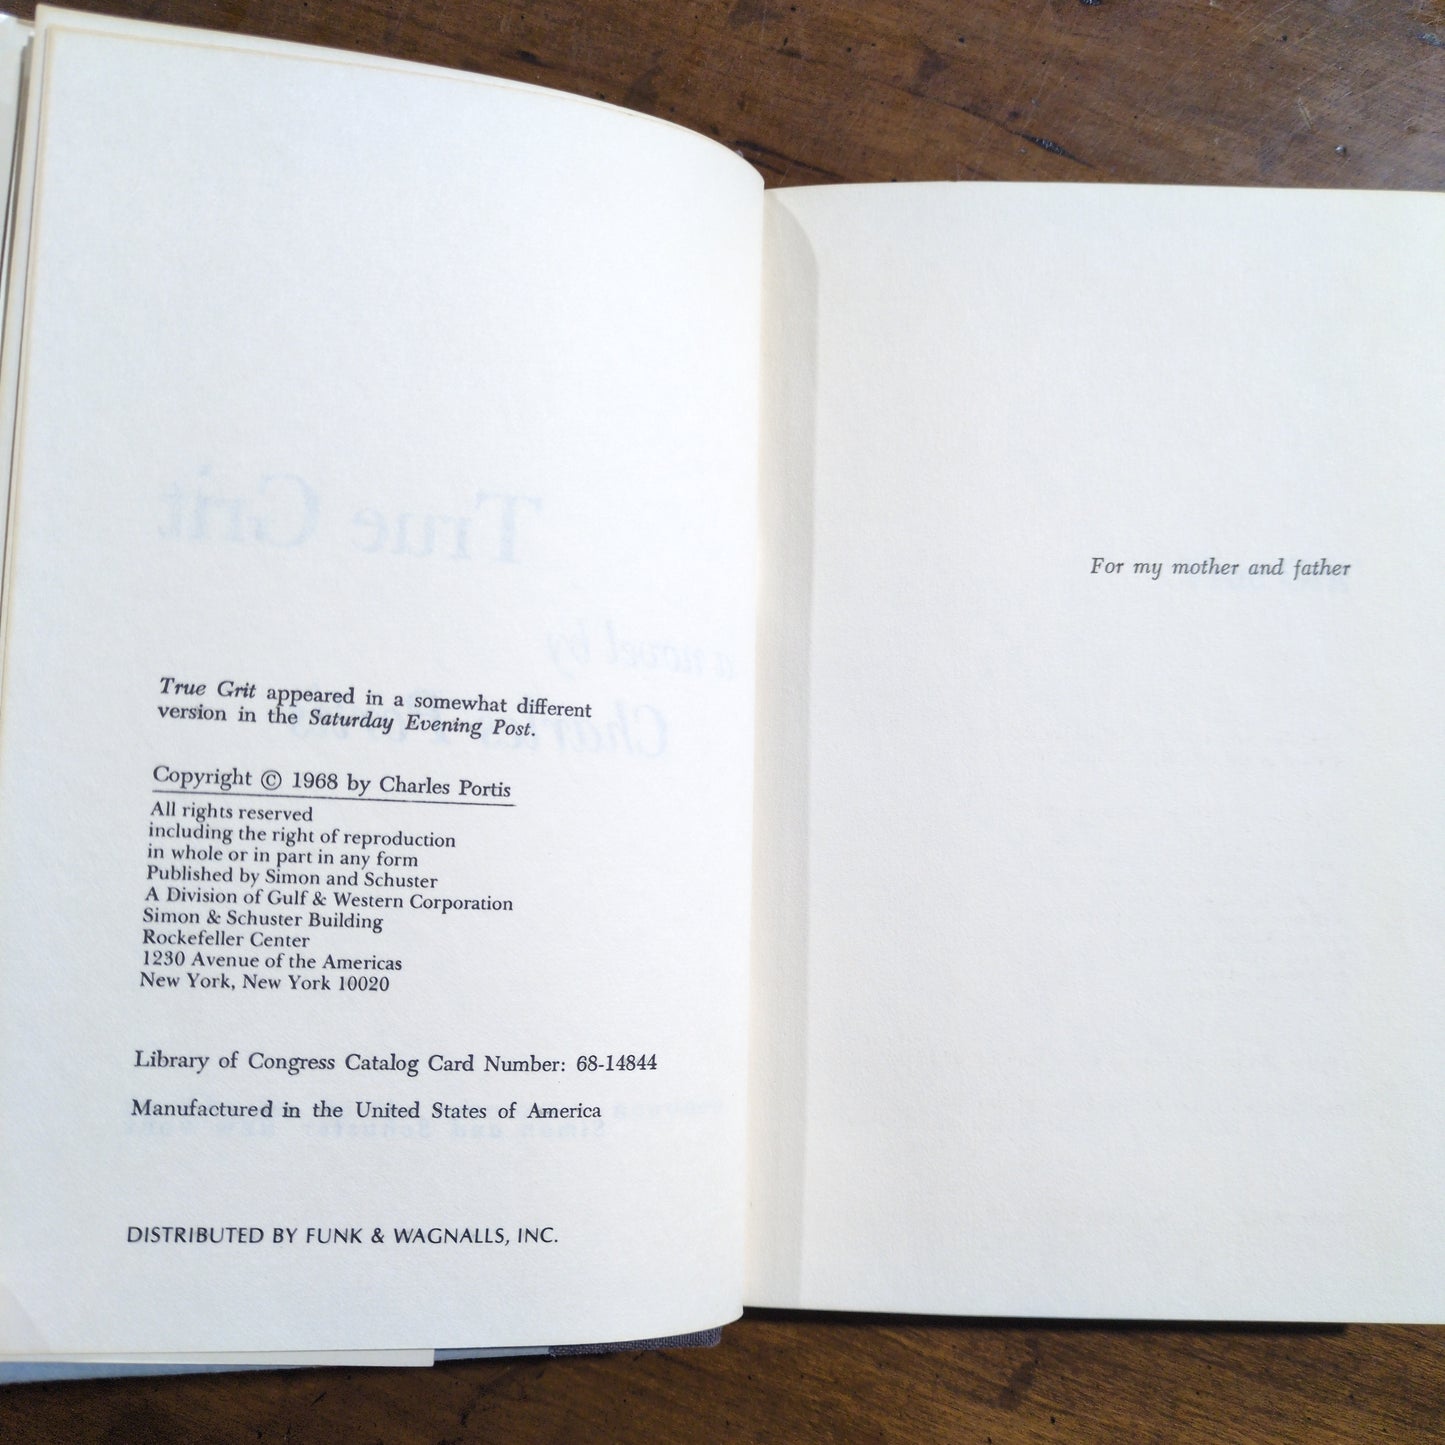 True Grit appeared in a somewhat different
version in the Saturday Evening Post.
Copyright © 1968 by Charles Portis
All rights reserved
including the right of reproduction
in whole or in part in any form
Published by Simon and Schuster
A Division of Gulf & Western Corporation
Simon & Schuster Building
Rockefeller Center
1230 Avenue of the Americas
New York, New York 10020
Library of Congress Catalog Card Number: 68-14844
Manufactured in the United States of America
DISTRIBUTED BY FUNK & WAGNALLS, INC.
For my mother and father